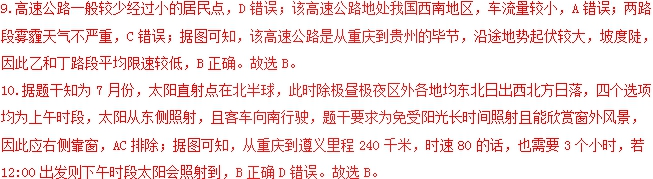 9.高速公路一般较少经过小的居民点，D 错误；该高速公路地处我国西南地区，车流量较小，A 错误；两路
段雾霾天气不严重，C 错误；据图可知，该高速公路是从重庆到贵州的毕节，沿途地势起伏较大，坡度陡，
因此乙和丁路段平均限速较低，B 正确。故选 B。
10.据题干知为 7 月份，太阳直射点在北半球，此时除极昼极夜区外各地均东北日出西北方日落，四个选项
均为上午时段，太阳从东侧照射，且客车向南行驶，题干要求为免受阳光长时间照射且能欣赏窗外风景，
因此应右侧靠窗，AC 排除；据图可知，从重庆到遵义里程 240 千米，时速 80 的话，也需要 3 个小时，若
12:00 出发则下午时段太阳会照射到，B 正确 D 错误。故选 B。